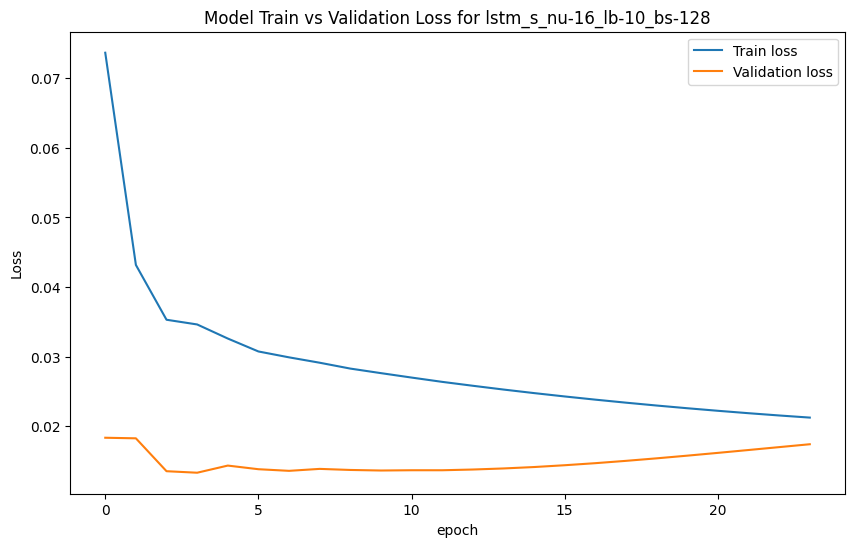 Model Train vs Validation Loss for lstm_s_nu-16_lb-10_bs-128
Train loss
Validation loss
0.07
0.06
0.05
0.04
0.03
0.02
Loss
0 5 10 15 20
epoch